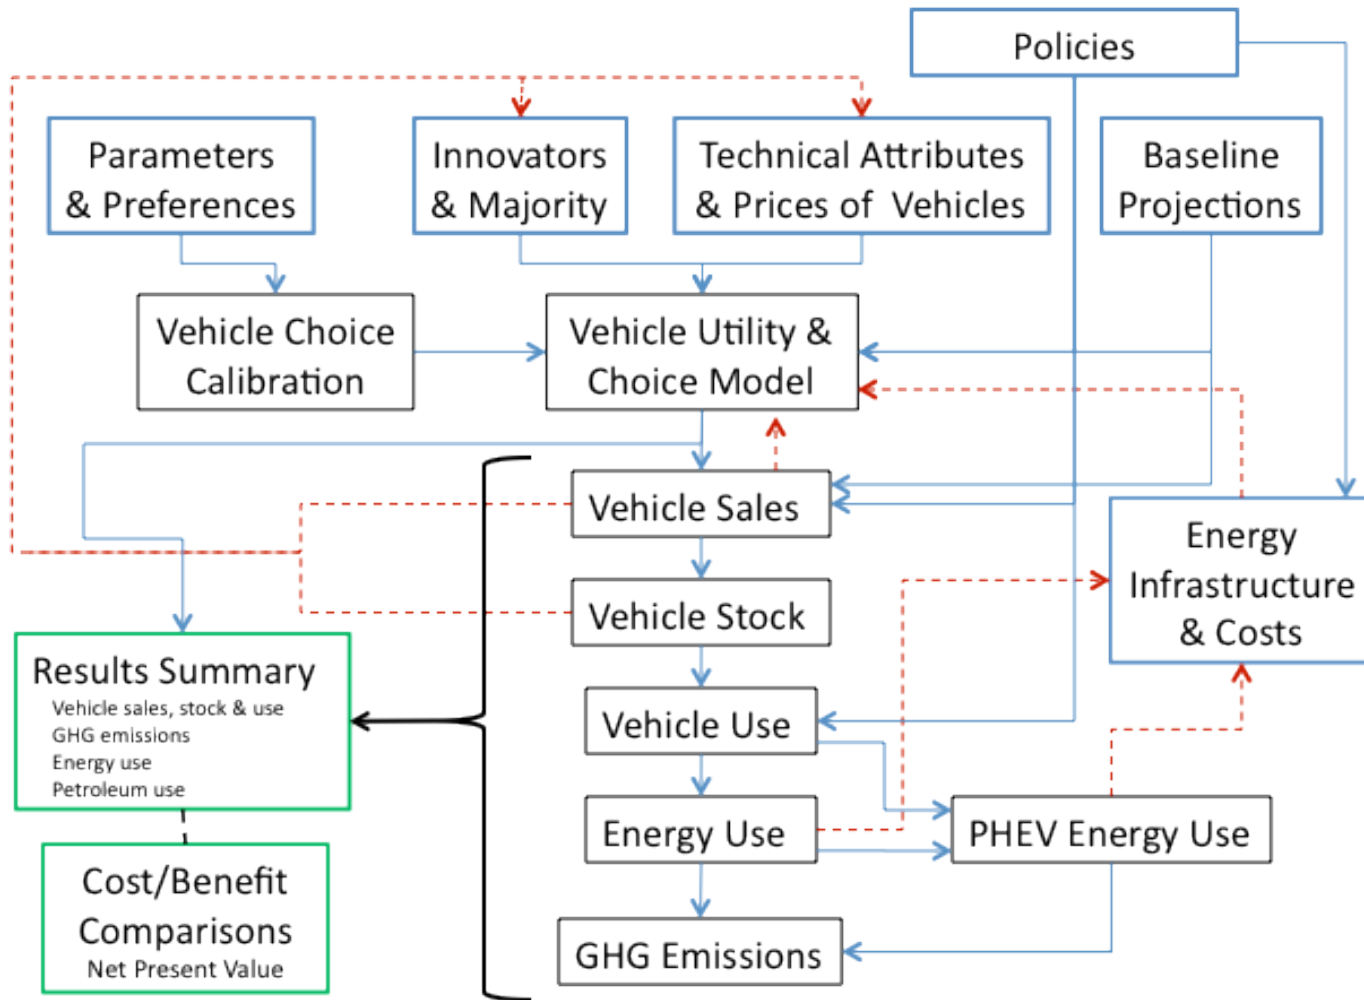 Policies
Parameters
& Preferences
Innovators
& Majority
Technical Attributes
& Prices of Vehicles
Baseline
Projections
Vehicle Choice
Calibration
Vehicle Utility &
Choice Model
Vehicle Sales
Energy
Infrastructure
& Costs
Vehicle Stock
Results Summary
Vehicle sales, stock & use
GHG emissions
Energy use
Petroleum use
Vehicle Use
Energy Use
PHEV Energy Use
Cost/Benefit
Comparisons
Net Present Value
GHG Emissions